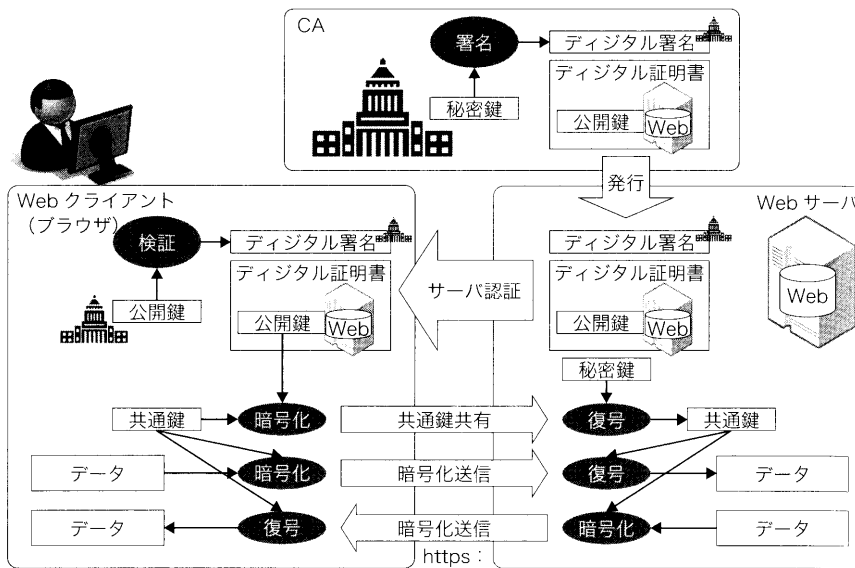 CA
署名
ディジタル署名
ディジタル証明書
秘密鍵
公開鍵
Web
発行
Web クライアント
(ブラウザ)
検証
ディジタル署名
ディジタル証明書
公開鍵
公開鍵
Web
サーバ認証
Web サーバ
ディジタル署名
ディジタル証明書
公開鍵
Web
Web
秘密鍵
共通鍵
暗号化
共通鍵共有
復号
共通鍵
データ
暗号化
暗号化送信
復号
データ
データ
復号
暗号化送信
暗号化
データ
https：